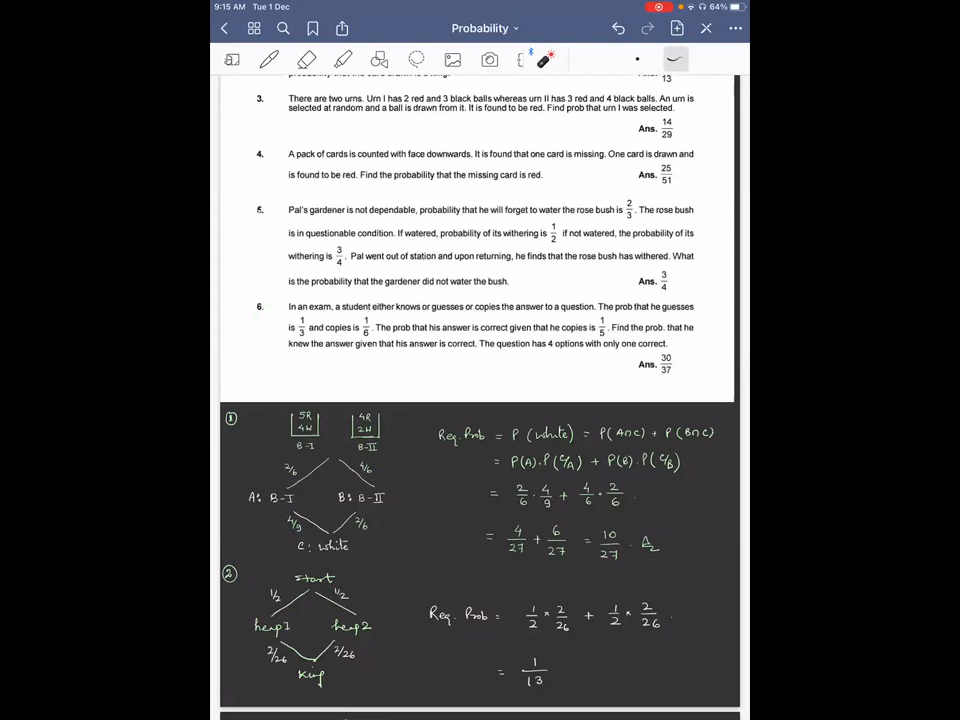 9:15 AM Tue 1 Dec 64%
Probability
probability that the card drawn is a king. Ans. 1/13
3. There are two urns. Urn I has 2 red and 3 black balls whereas urn II has 3 red and 4 black balls. An urn is
selected at random and a ball is drawn from it. It is found to be red. Find prob that urn I was selected.
Ans. 14/29
4. A pack of cards is counted with face downwards. It is found that one card is missing. One card is drawn and
is found to be red. Find the probability that the missing card is red. Ans. 25/51
5. Pal's gardener is not dependable, probability that he will forget to water the rose bush is 2/3. The rose bush
is in questionable condition. If watered, probability of its withering is 1/2 if not watered, the probability of its
withering is 3/4. Pal went out of station and upon returning, he finds that the rose bush has withered. What
is the probability that the gardener did not water the bush. Ans. 3/4
6. In an exam, a student either knows or guesses or copies the answer to a question. The prob that he guesses
is 1/3 and copies is 1/6. The prob that his answer is correct given that he copies is 1/5. Find the prob. that he
knew the answer given that his answer is correct. The question has 4 options with only one correct.
Ans. 30/37
① 5R 4W 4R 2W
B-I B-II
2/6 4/6
A: B-I B: B-II
4/9 2/6
C: white
Req. Prob = P (white) = P(A∩C) + P(B∩C)
= P(A).P(C/A) + P(B).P(C/B)
= 2/6 · 4/9 + 4/6 · 2/6 .
= 4/27 + 6/27 = 10/27 .
② start
1/2 1/2
heap1 heap2
2/26 2/26
King
Req. Prob = 1/2 × 2/26 + 1/2 × 2/26 .
= 1/13